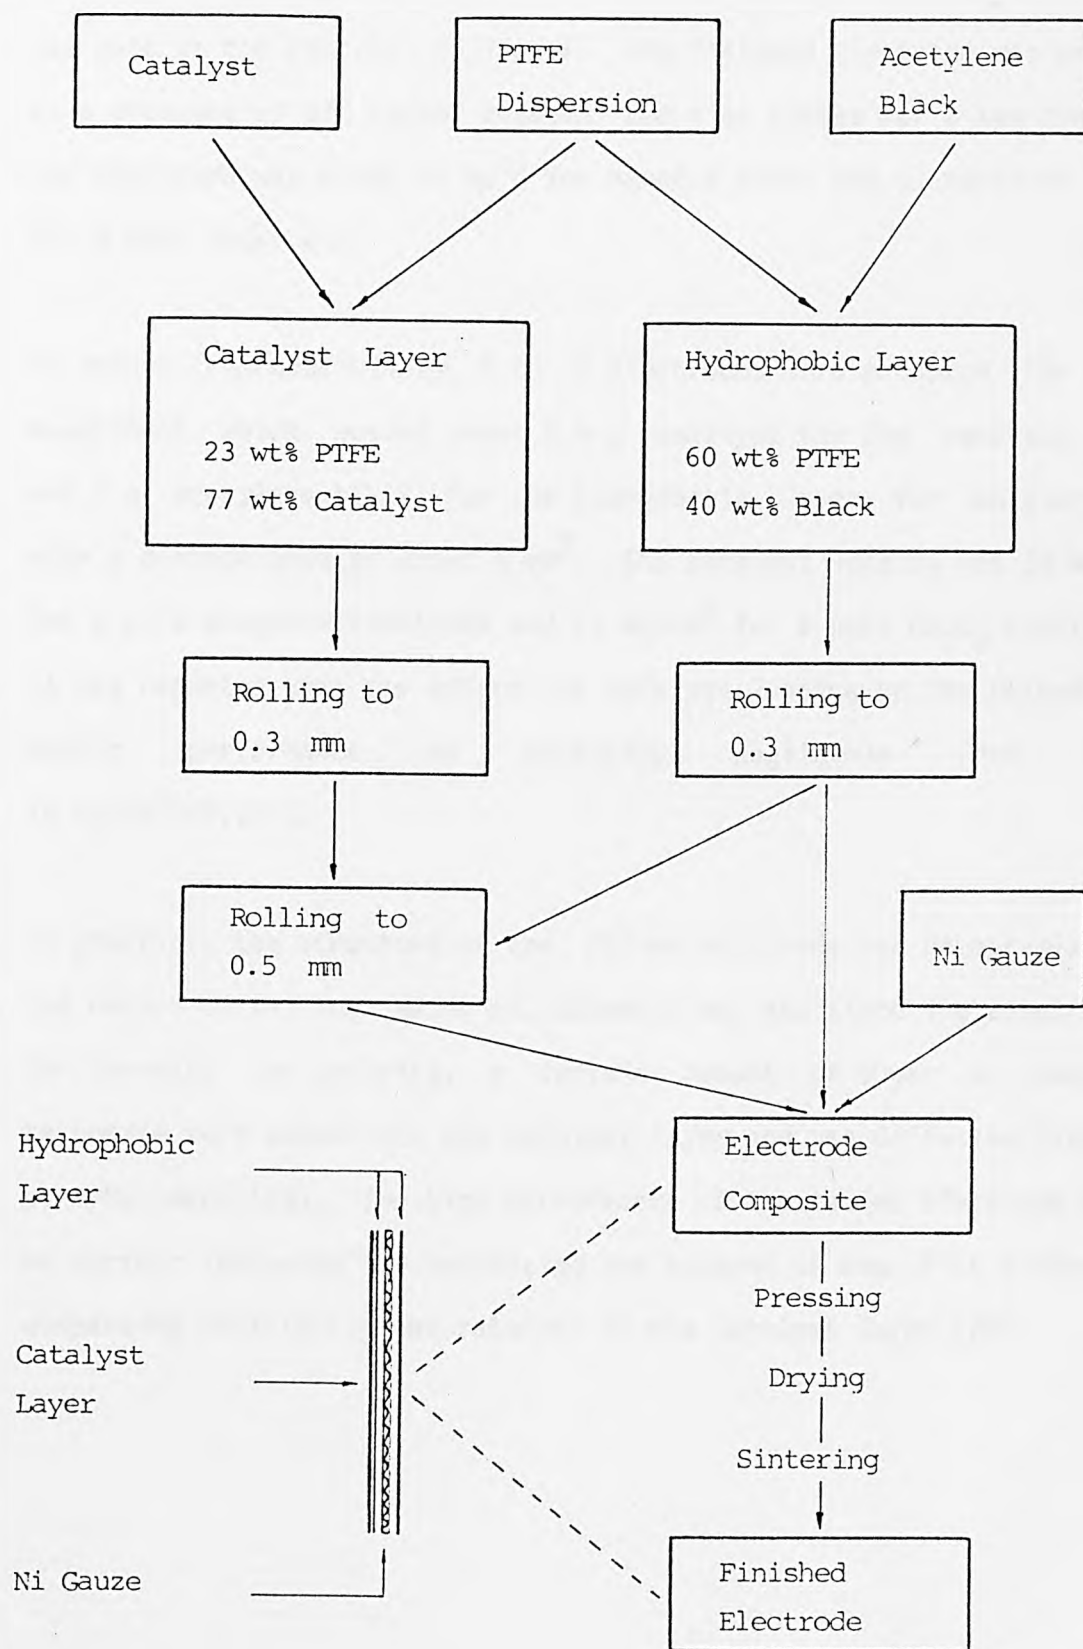 Catalyst
PTFE
Dispersion
Acetylene
Black
Catalyst Layer
23 wt% PTFE
77 wt% Catalyst
Hydrophobic Layer
60 wt% PTFE
40 wt% Black
Rolling to
0.3 mm
Rolling to
0.3 mm
Rolling to
0.5 mm
Ni Gauze
Hydrophobic
Layer
Electrode
Composite
Pressing
Catalyst
Layer
Drying
Sintering
Ni Gauze
Finished
Electrode